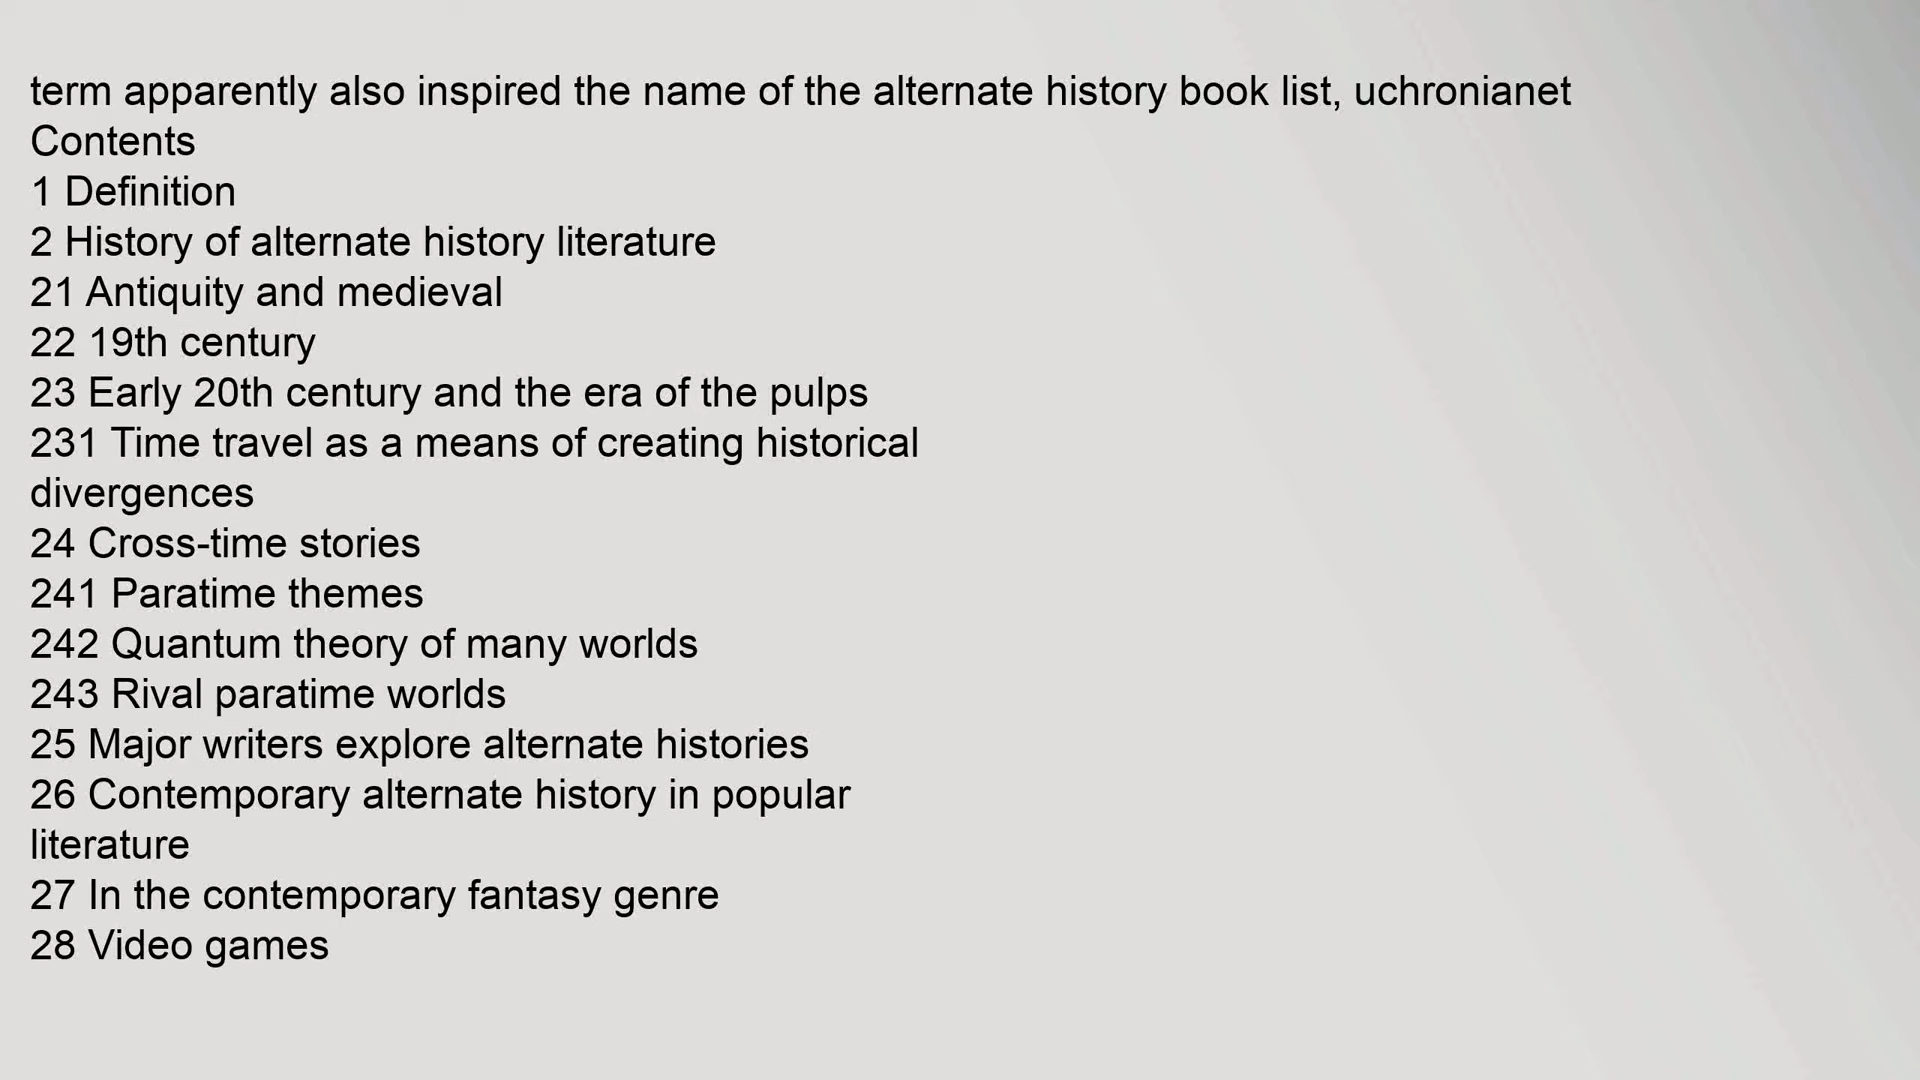 term apparently also inspired the name of the alternate history book list, uchronianet
Contents
1 Definition
2 History of alternate history literature
21 Antiquity and medieval
22 19th century
23 Early 20th century and the era of the pulps
231 Time travel as a means of creating historical
divergences
24 Cross-time stories
241 Paratime themes
242 Quantum theory of many worlds
243 Rival paratime worlds
25 Major writers explore alternate histories
26 Contemporary alternate history in popular
literature
27 In the contemporary fantasy genre
28 Video games